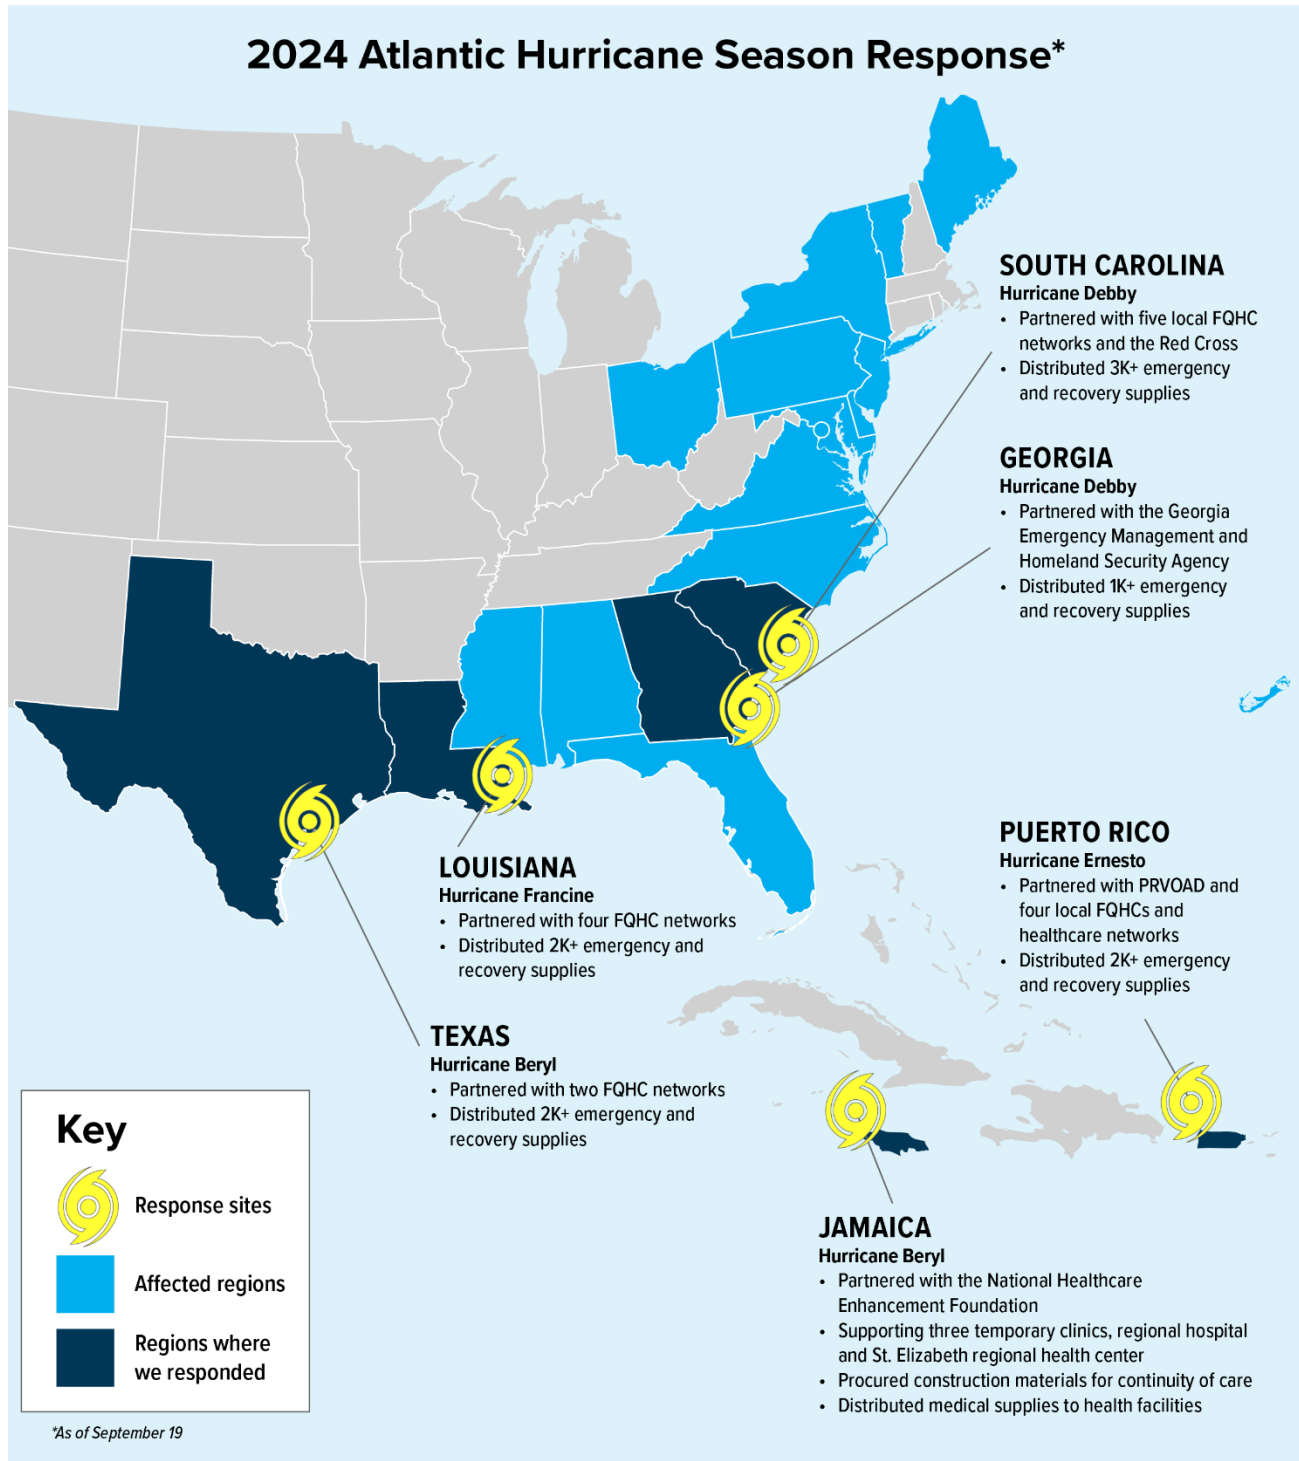 2024 Atlantic Hurricane Season Response*
SOUTH CAROLINA
Hurricane Debby
• Partnered with five local FQHC
networks and the Red Cross
• Distributed 3K+ emergency
and recovery supplies
GEORGIA
Hurricane Debby
• Partnered with the Georgia
Emergency Management and
Homeland Security Agency
• Distributed 1K+ emergency
and recovery supplies
PUERTO RICO
Hurricane Ernesto
• Partnered with PRVOAD and
four local FQHCs and
healthcare networks
• Distributed 2K+ emergency
and recovery supplies
LOUISIANA
Hurricane Francine
• Partnered with four FQHC networks
• Distributed 2K+ emergency and
recovery supplies
TEXAS
Hurricane Beryl
• Partnered with two FQHC networks
• Distributed 2K+ emergency and
recovery supplies
JAMAICA
Hurricane Beryl
• Partnered with the National Healthcare
Enhancement Foundation
• Supporting three temporary clinics, regional hospital
and St. Elizabeth regional health center
• Procured construction materials for continuity of care
• Distributed medical supplies to health facilities
Key
Response sites
Affected regions
Regions where
we responded
*As of September 19